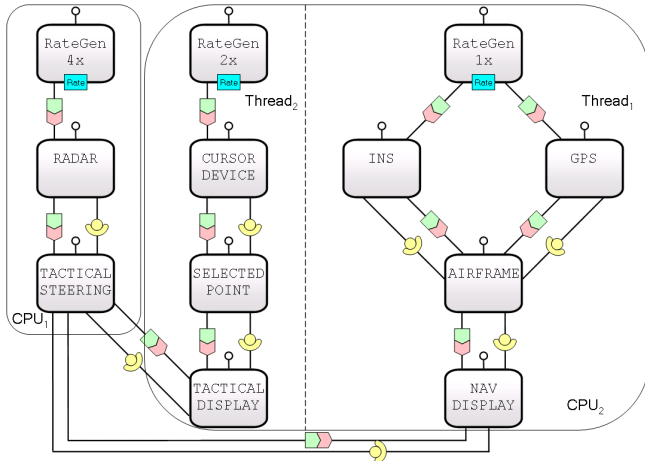 RateGen
4x
Rate
RateGen
2x
Rate
Thread2
RateGen
1x
Rate
Thread1
RADAR
CURSOR
DEVICE
INS
GPS
TACTICAL
STEERING
SELECTED
POINT
AIRFRAME
CPU1
TACTICAL
DISPLAY
NAV
DISPLAY
CPU2